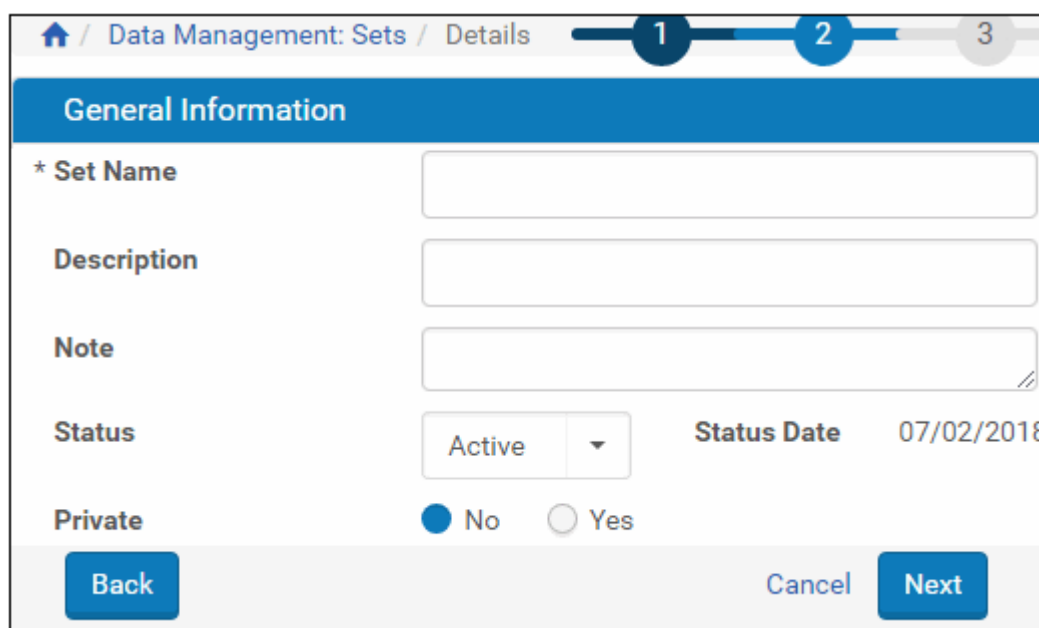 / Data Management: Sets / Details 1 2 3
General Information
* Set Name
Description
Note
Status Active Status Date 07/02/2018
Private No Yes
Back Cancel Next